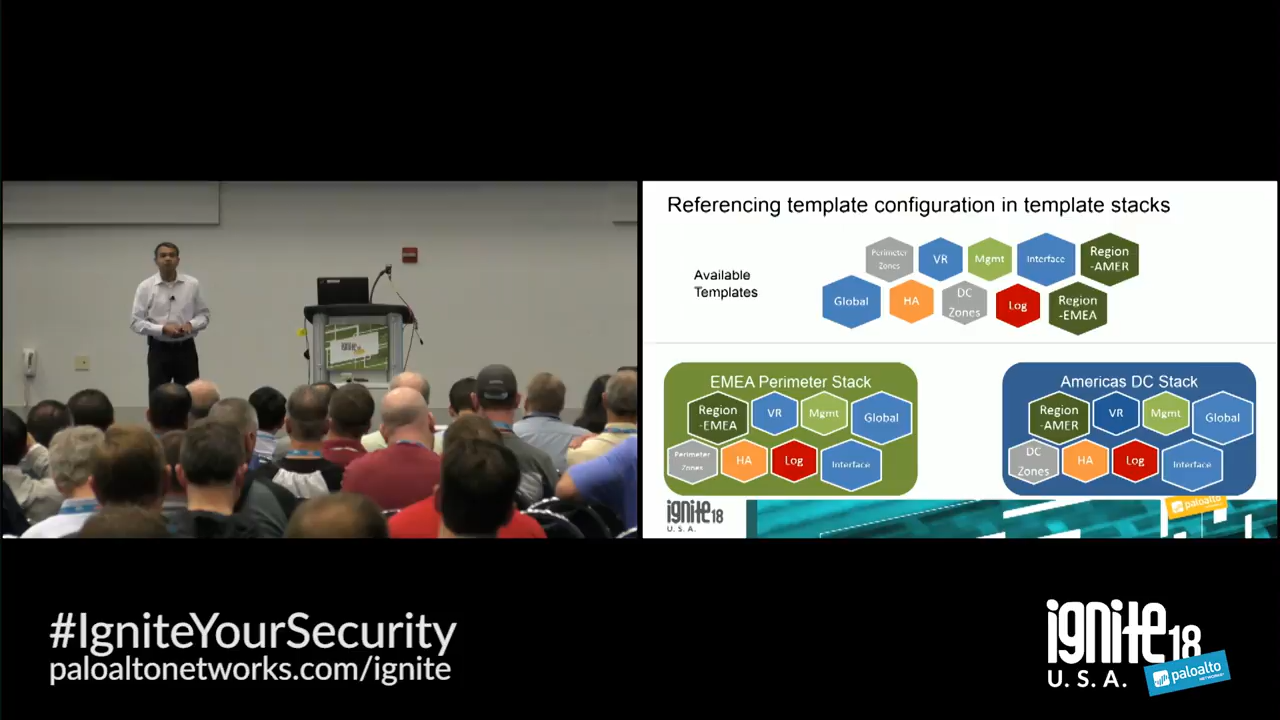 Referencing template configuration in template stacks
Available
Templates
Perimeter
Zones
VR
Mgmt
Interface
Region
-AMER
Global
HA
DC
Zones
Log
Region
-EMEA
EMEA Perimeter Stack
Region
-EMEA
VR
Mgmt
Global
Perimeter
Zones
HA
Log
Interface
Americas DC Stack
Region
-AMER
VR
Mgmt
Global
DC
Zones
HA
Log
Interface
ignite18
U.S.A.
paloalto
#IgniteYourSecurity
paloaltonetworks.com/ignite
ignite18
U.S.A.
paloalto
NETWORKS